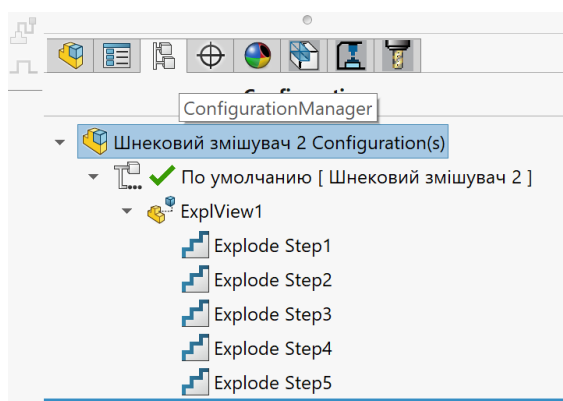 ConfigurationManager
Шнековий змішувач 2 Configuration(s)
По умолчанию [ Шнековий змішувач 2 ]
ExplView1
Explode Step1
Explode Step2
Explode Step3
Explode Step4
Explode Step5